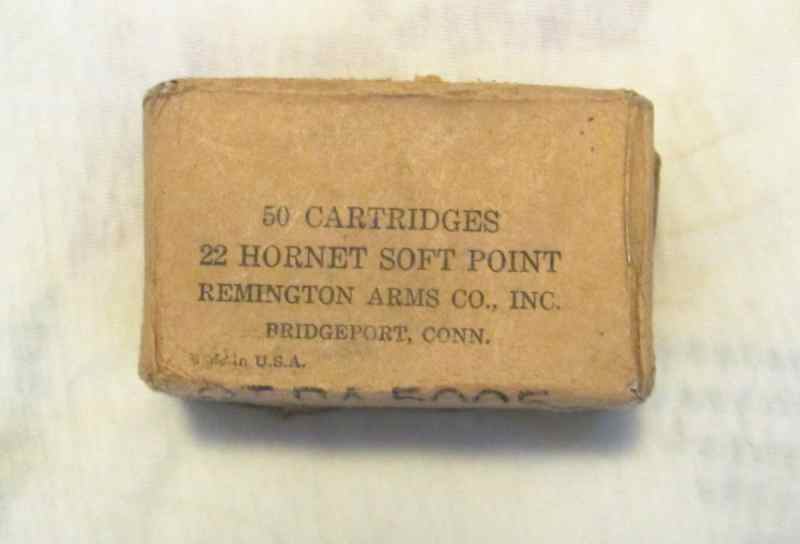 50 CARTRIDGES
22 HORNET SOFT POINT
REMINGTON ARMS CO., INC.
BRIDGEPORT, CONN.
in U.S.A.